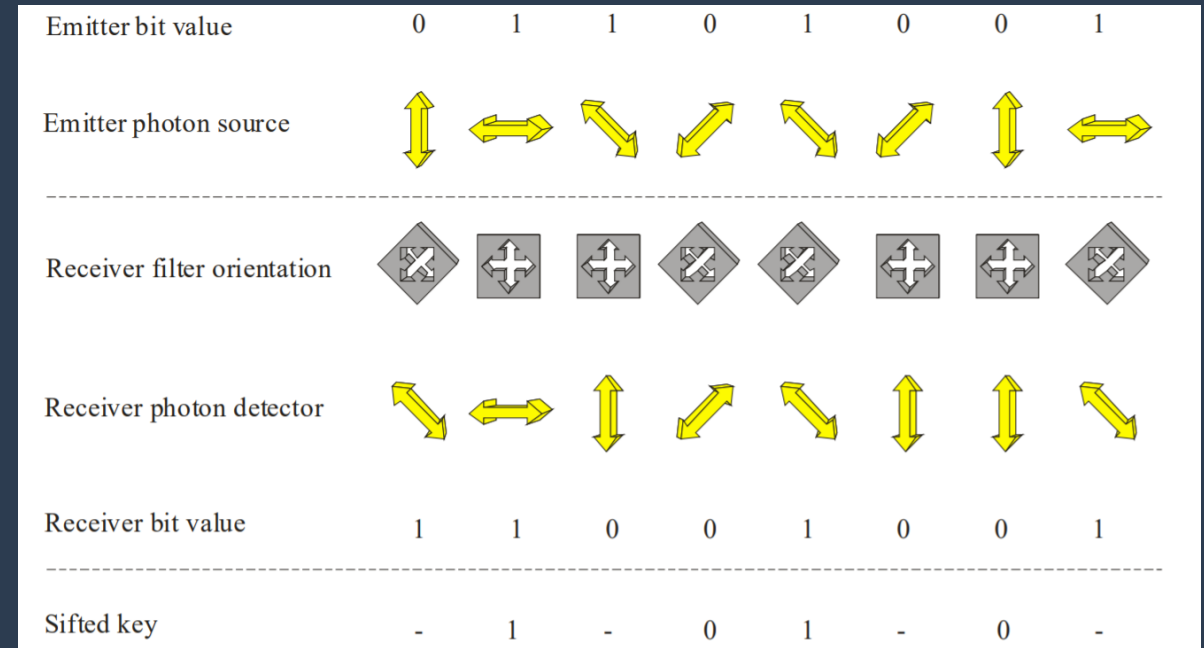 Emitter bit value 0 1 1 0 1 0 0 1
Emitter photon source
Receiver filter orientation
Receiver photon detector
Receiver bit value 1 1 0 0 1 0 0 1
Sifted key - 1 - 0 1 - 0 -